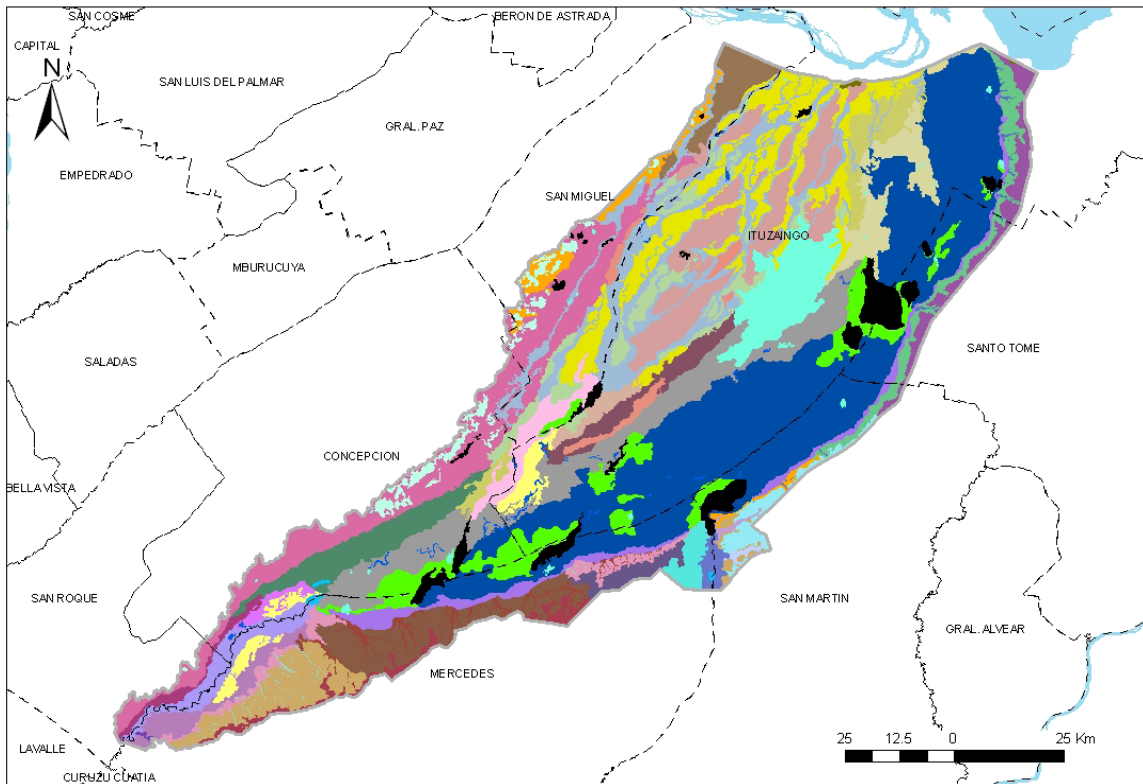 SAN COSME
BERON DE ASTRADA
CAPITAL
N
SAN LUIS DEL PALMAR
GRAL. PAZ
EMPEDRADO
SAN MIGUEL
ITUZAINGO
MBURUCUYA
SALADAS
SANTO TOME
CONCEPCION
BELLA VISTA
SAN ROQUE
SAN MARTIN
GRAL. ALVEAR
MERCEDES
LAVALLE
25 12.5 0 25 Km
CURUZU CUATIA